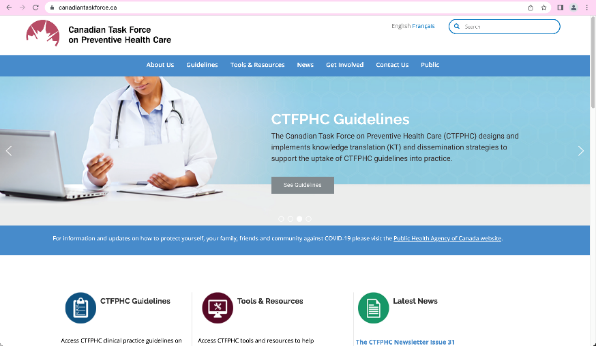 canadiantaskforce.ca
Canadian Task Force
on Preventive Health Care
English Français
Search
About Us Guidelines Tools & Resources News Get Involved Contact Us Public
CTFPHC Guidelines
The Canadian Task Force on Preventive Health Care (CTFPHC) designs and
implements knowledge translation (KT) and dissemination strategies to
support the uptake of CTFPHC guidelines into practice.
See Guidelines
For information and updates on how to protect yourself, your family, friends and community against COVID-19 please visit the Public Health Agency of Canada website.
CTFPHC Guidelines
Tools & Resources
Latest News
Access CTFPHC clinical practice guidelines on
Access CTFPHC tools and resources to help
The CTFPHC Newsletter Issue 31